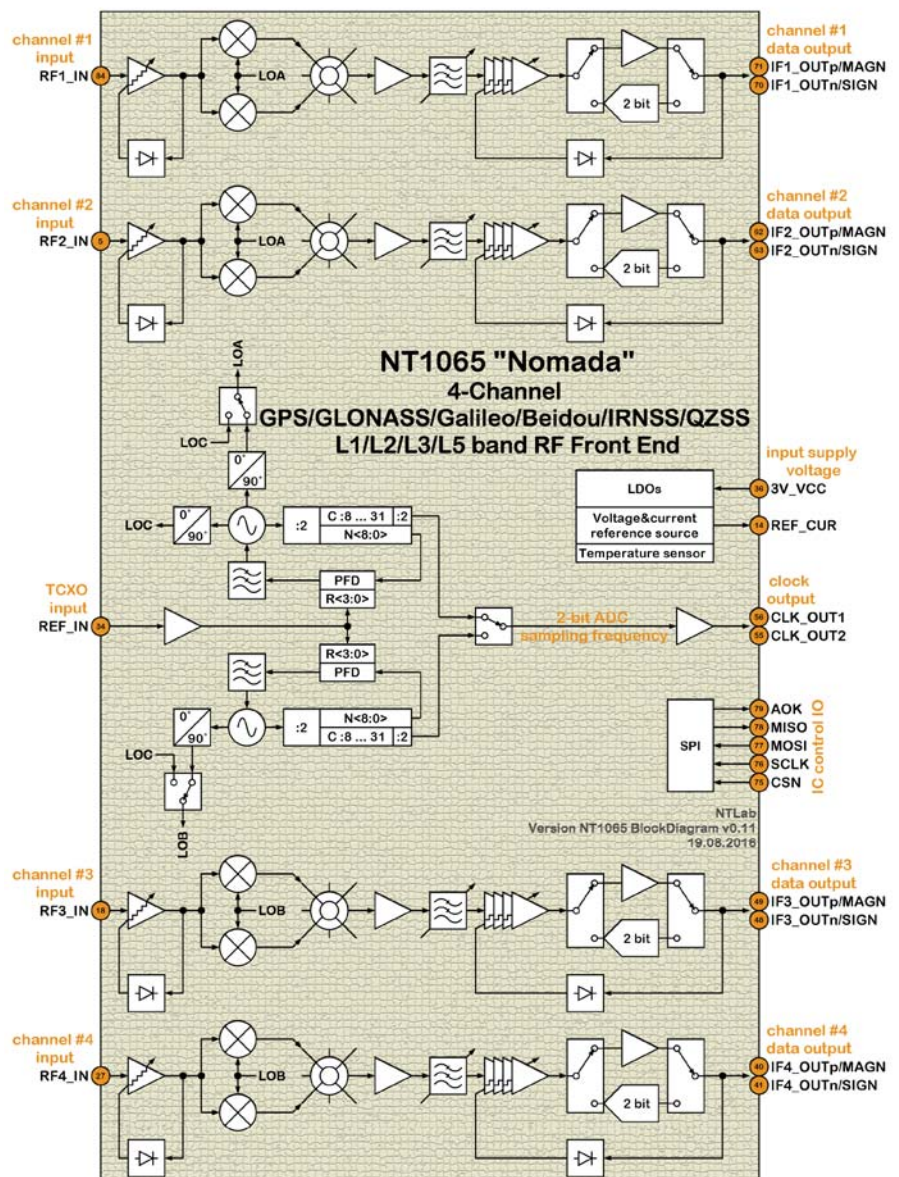 channel #1
input
RF1_IN
84
LOA
2 bit
channel #1
data output
71
IF1_OUTp/MAGN
70
IF1_OUTn/SIGN
channel #2
input
RF2_IN
5
LOA
2 bit
channel #2
data output
62
IF2_OUTp/MAGN
63
IF2_OUTn/SIGN
NT1065 "Nomada"
4-Channel
GPS/GLONASS/Galileo/Beidou/IRNSS/QZSS
L1/L2/L3/L5 band RF Front End
LOA
LOC
0°
90°
LOC
0°
90°
:2
C :8 ... 31
:2
N<8:0>
PFD
R<3:0>
LDOs
Voltage&current
reference source
Temperature sensor
input supply
voltage
36
3V_VCC
14
REF_CUR
TCXO
input
REF_IN
34
2-bit ADC
sampling frequency
clock
output
56
CLK_OUT1
55
CLK_OUT2
R<3:0>
PFD
0°
90°
:2
N<8:0>
C :8 ... 31
:2
LOC
LOB
SPI
79
AOK
78
MISO
77
MOSI
76
SCLK
75
CSN
IC control IO
NTLab
Version NT1065 BlockDiagram v0.11
19.08.2016
channel #3
input
RF3_IN
18
LOB
2 bit
channel #3
data output
49
IF3_OUTp/MAGN
48
IF3_OUTn/SIGN
channel #4
input
RF4_IN
27
LOB
2 bit
channel #4
data output
40
IF4_OUTp/MAGN
41
IF4_OUTn/SIGN